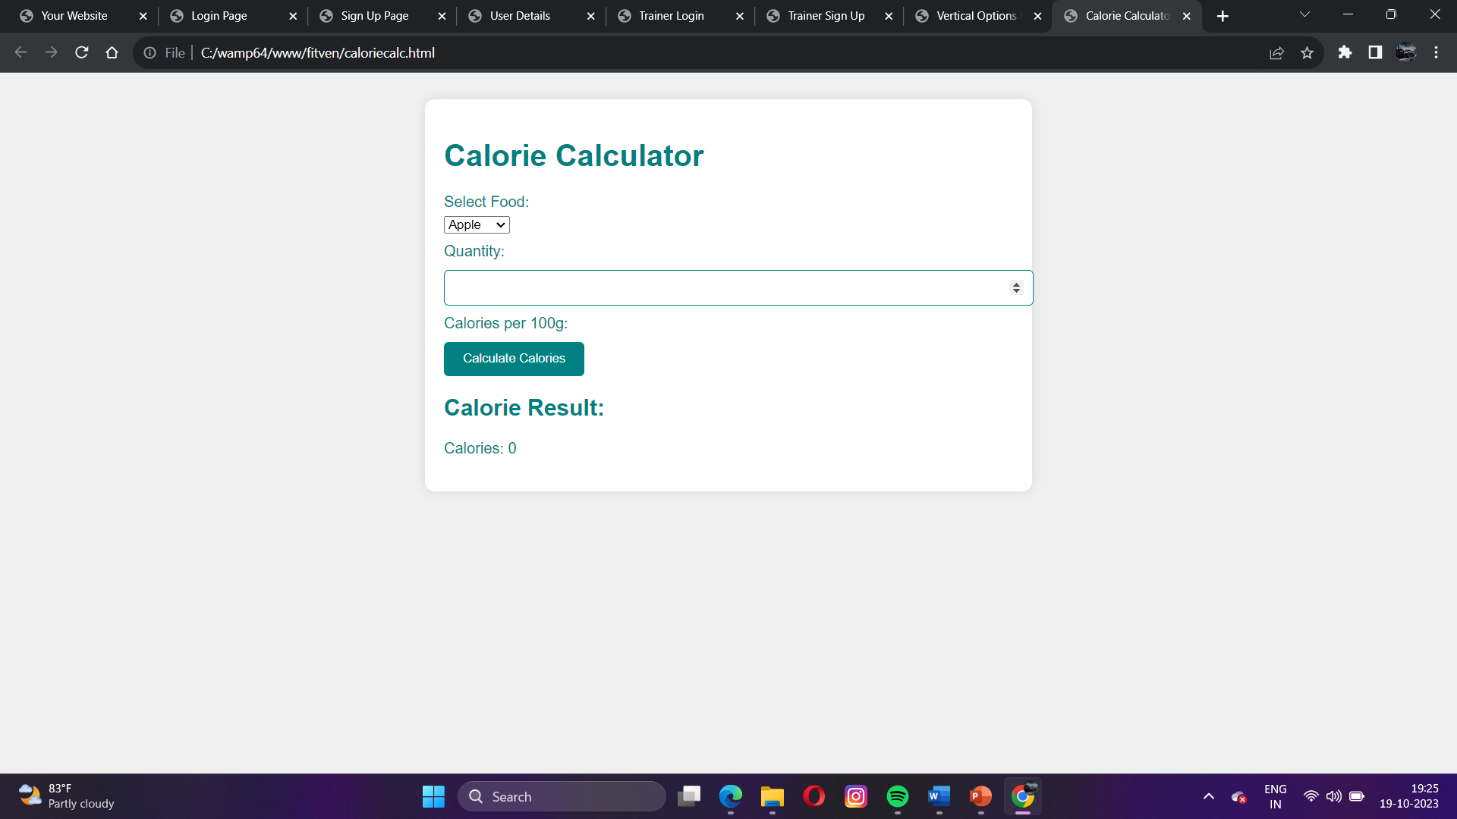 Your Website
Login Page
Sign Up Page
User Details
Trainer Login
Trainer Sign Up
Vertical Options
Calorie Calculato
File
C:/wamp64/www/fitven/caloriecalc.html
Calorie Calculator
Select Food:
Apple
Quantity:
Calories per 100g:
Calculate Calories
Calorie Result:
Calories: 0
83°F
Partly cloudy
Search
ENG
IN
19:25
19-10-2023